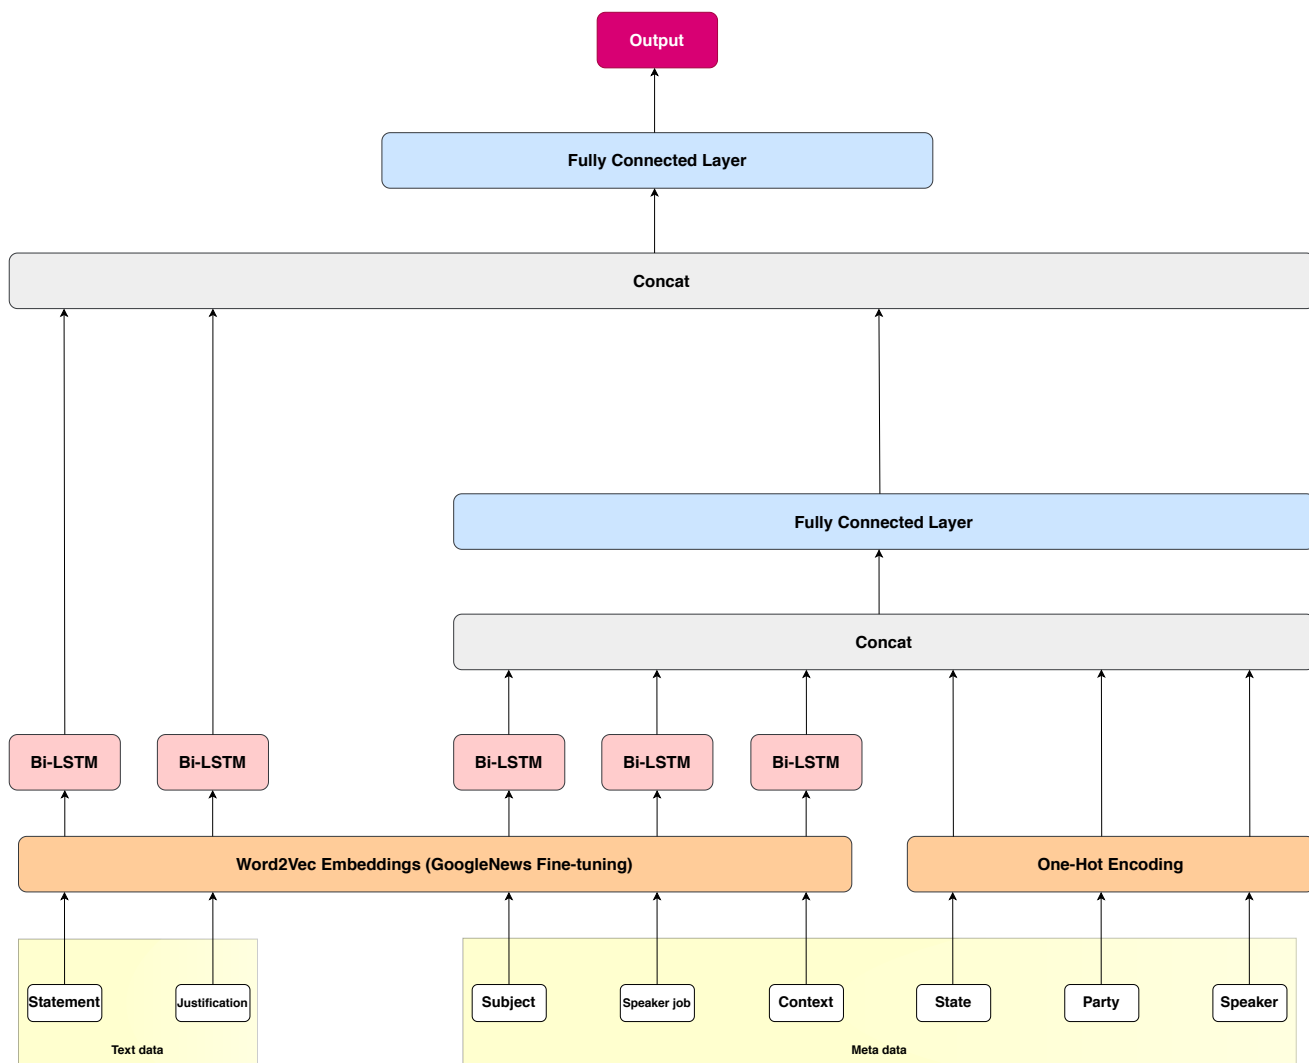 Output
Fully Connected Layer
Concat
Fully Connected Layer
Concat
Bi-LSTM
Bi-LSTM
Bi-LSTM
Bi-LSTM
Bi-LSTM
Word2Vec Embeddings (GoogleNews Fine-tuning)
One-Hot Encoding
Statement
Justification
Subject
Speaker job
Context
State
Party
Speaker
Text data
Meta data